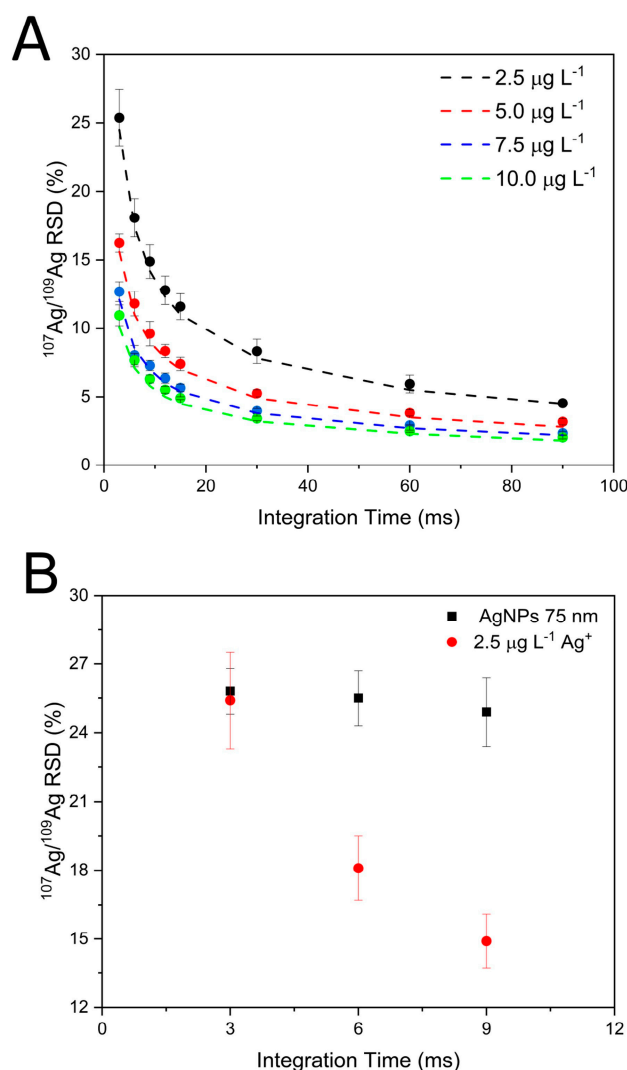 A
30
25
20
15
10
5
0
¹⁰⁷Ag/¹⁰⁹Ag RSD (%)
2.5 μg L⁻¹
5.0 μg L⁻¹
7.5 μg L⁻¹
10.0 μg L⁻¹
0 20 40 60 80 100
Integration Time (ms)
B
30
27
24
21
18
15
12
¹⁰⁷Ag/¹⁰⁹Ag RSD (%)
AgNPs 75 nm
2.5 μg L⁻¹ Ag⁺
0 3 6 9 12
Integration Time (ms)